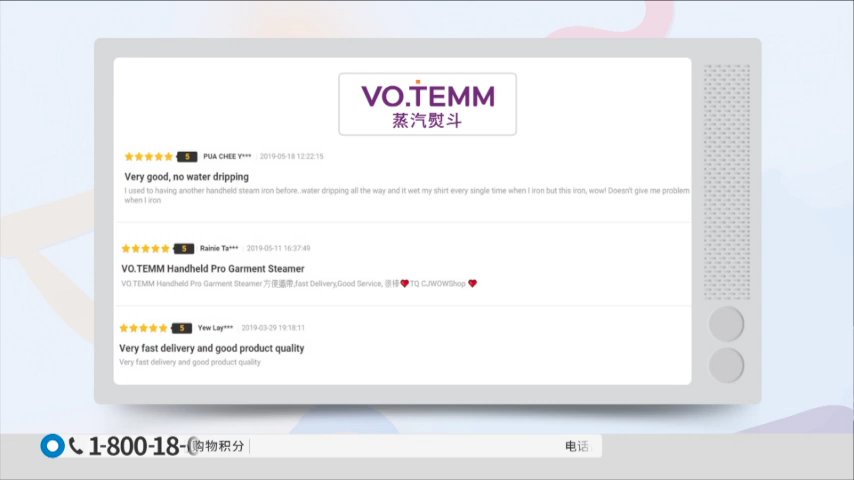 VO.TEMM
蒸汽熨斗
5 PUA CHEE Y*** 2019-05-18 12:22:15
Very good, no water dripping
I used to having another handheld steam iron before..water dripping all the way and it wet my shirt every single time when I iron but this iron, wow! Doesn't give me problem
when I iron
5 Rainie Ta*** 2019-05-11 16:37:49
VO.TEMM Handheld Pro Garment Steamer
VO.TEMM Handheld Pro Garment Steamer 方便攜帶,fast Delivery,Good Service, 很棒❤TQ CJWOWShop ❤
5 Yew Lay*** 2019-03-29 19:18:11
Very fast delivery and good product quality
Very fast delivery and good product quality
1-800-18- 购物积分 电话